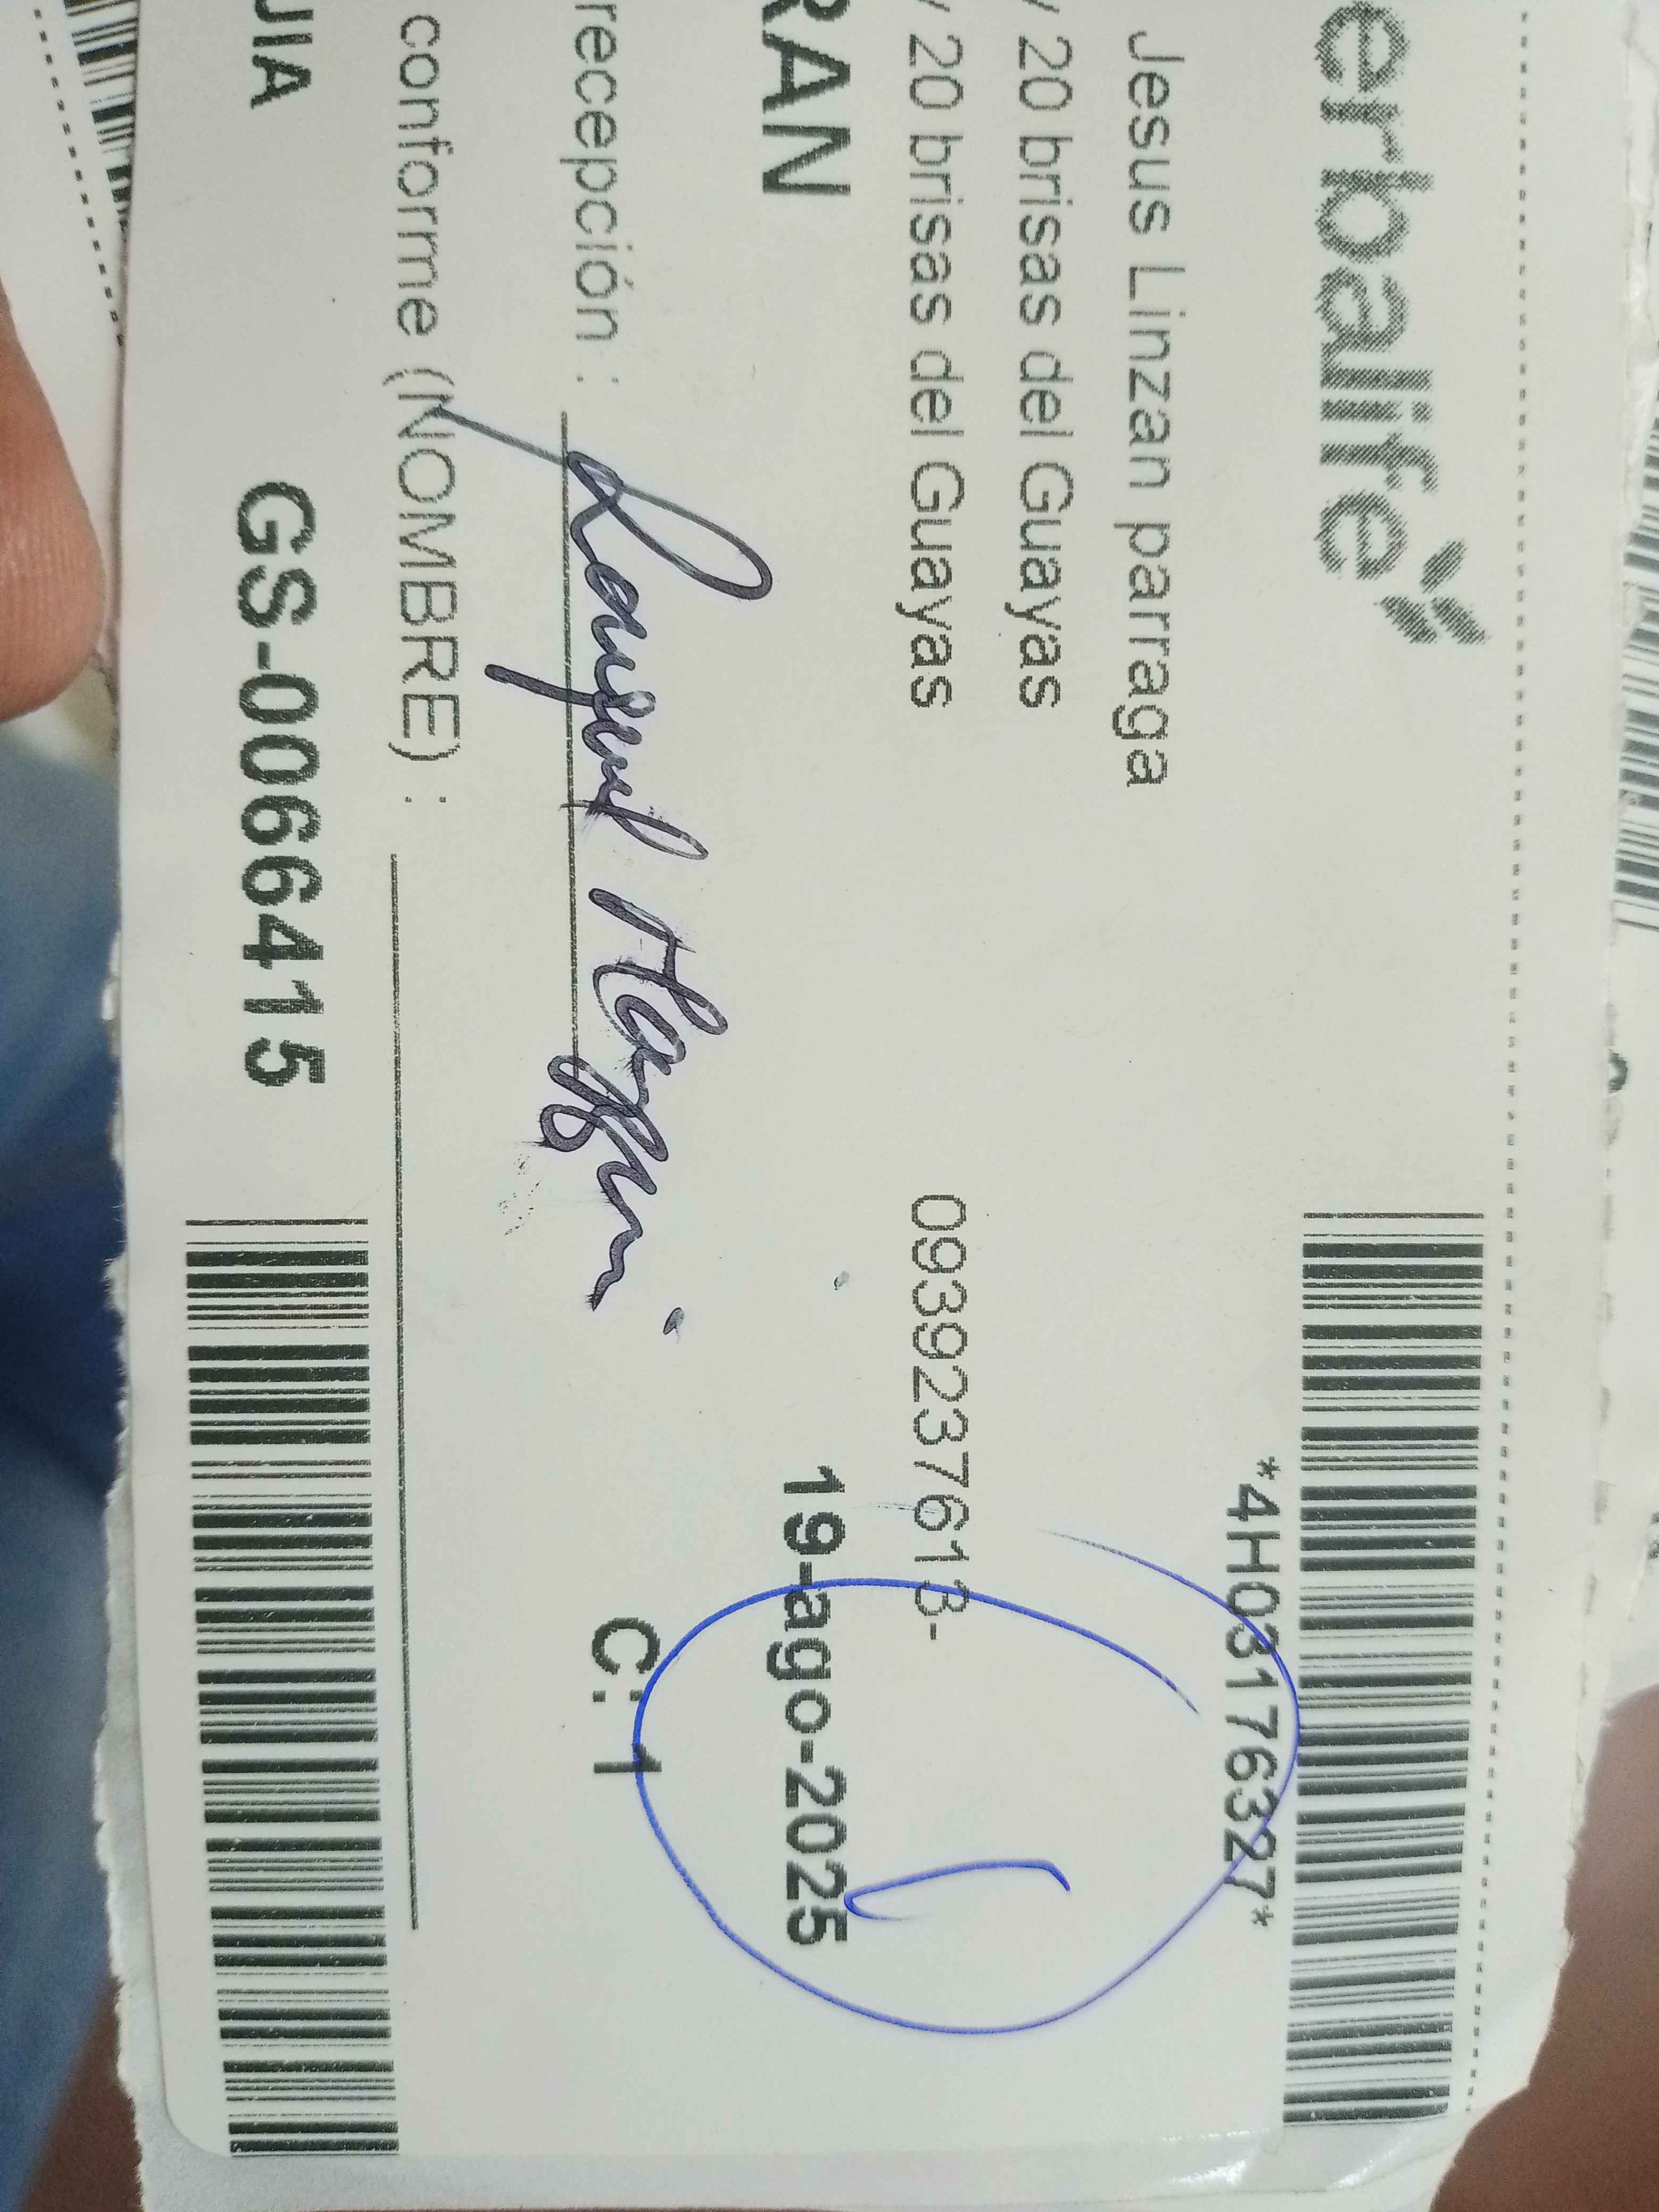 erbalife
*4H03176327*
Jesus Linzan parraga
y 20 brisas del Guayas
y 20 brisas del Guayas 0939237613-
RAN 19-ago-2025
recepción :
C: 1
conforme (NOMBRE) :
JIA GS-0066415